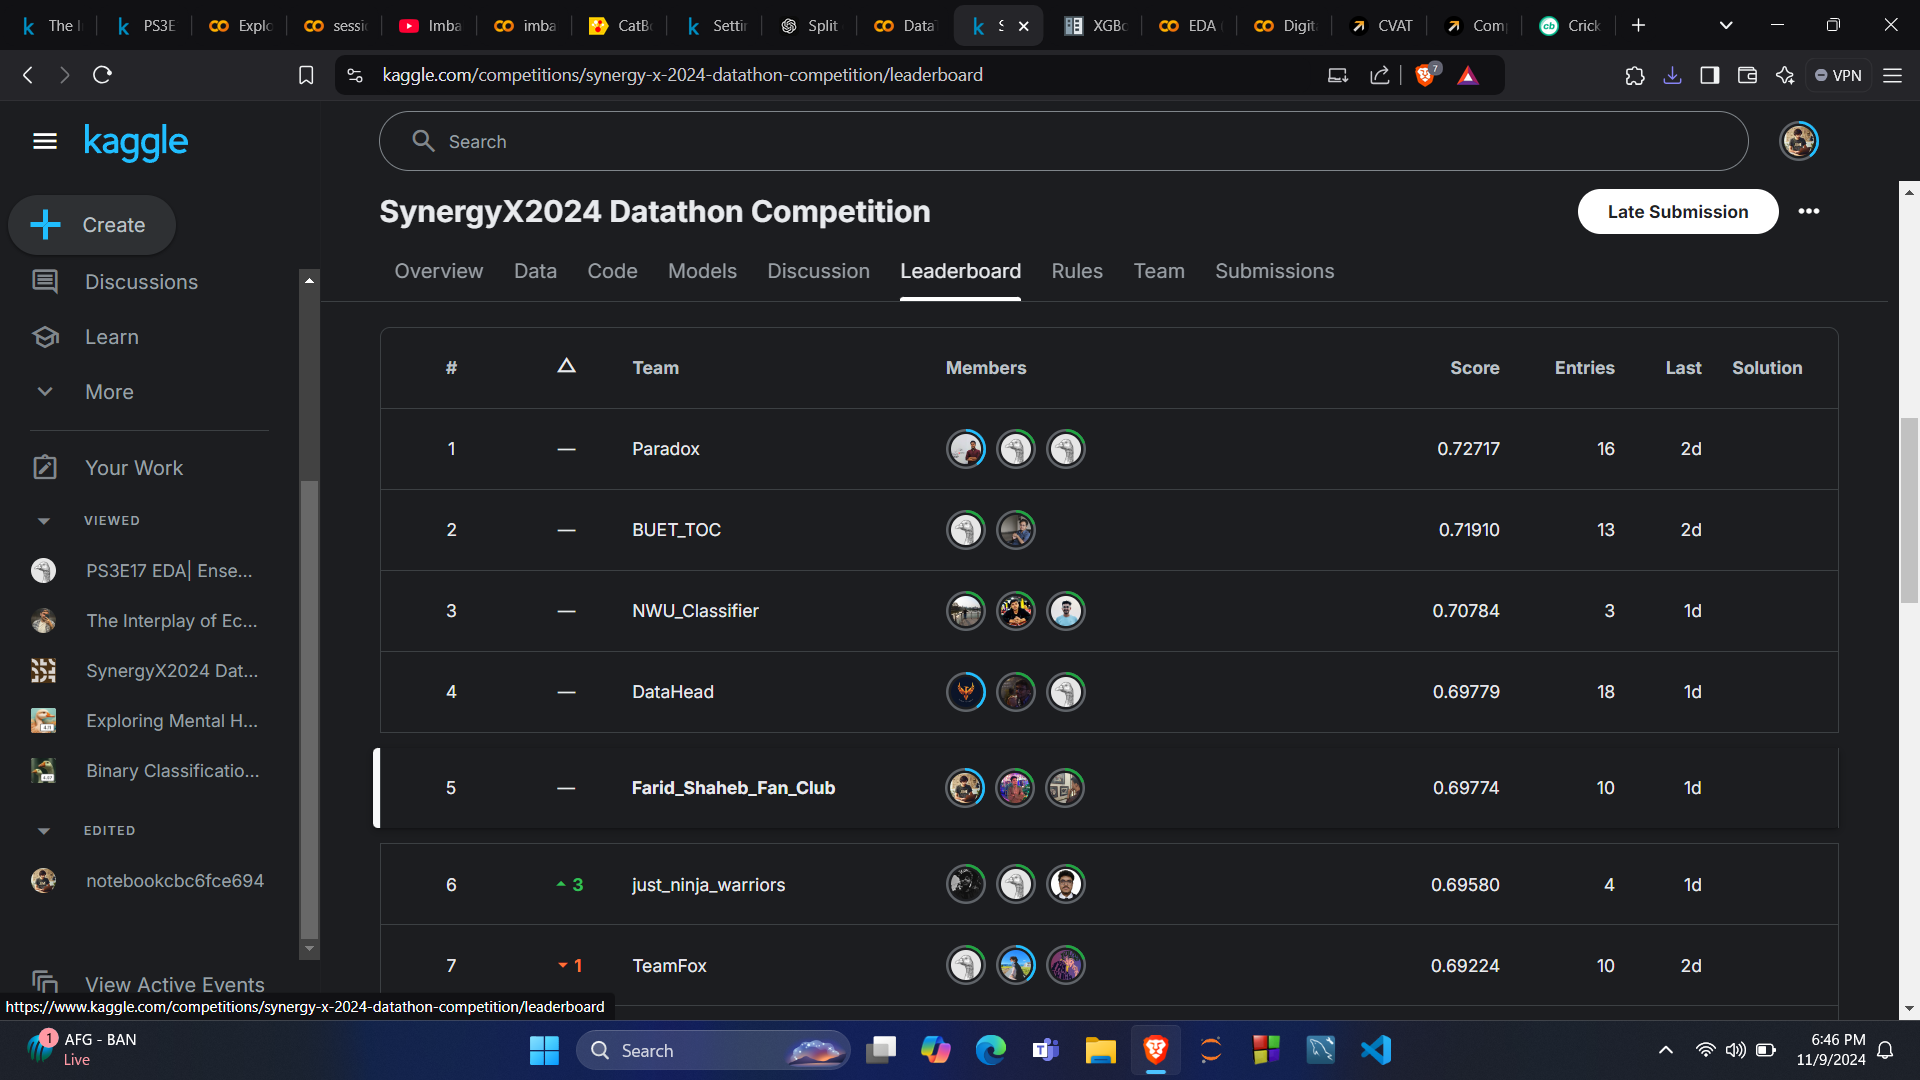 The I
PS3E
Explo
sessi
Imba
imba
CatBo
Settin
Split
Data
S
XGBo
EDA
Digit
CVAT
Comp
Crick
kaggle.com/competitions/synergy-x-2024-datathon-competition/leaderboard
7
VPN
kaggle
Search
Create
SynergyX2024 Datathon Competition
Late Submission
Overview Data Code Models Discussion Leaderboard Rules Team Submissions
Discussions
Learn
More
Your Work
VIEWED
PS3E17 EDA| Ense...
The Interplay of Ec...
SynergyX2024 Dat...
Exploring Mental H...
Binary Classificatio...
EDITED
notebookcbc6fce694
View Active Events
# △ Team Members Score Entries Last Solution
1 — Paradox 0.72717 16 2d
2 — BUET_TOC 0.71910 13 2d
3 — NWU_Classifier 0.70784 3 1d
4 — DataHead 0.69779 18 1d
5 — Farid_Shaheb_Fan_Club 0.69774 10 1d
6 3 just_ninja_warriors 0.69580 4 1d
7 1 TeamFox 0.69224 10 2d
https://www.kaggle.com/competitions/synergy-x-2024-datathon-competition/leaderboard
1
AFG - BAN
Live
Search
6:46 PM
11/9/2024